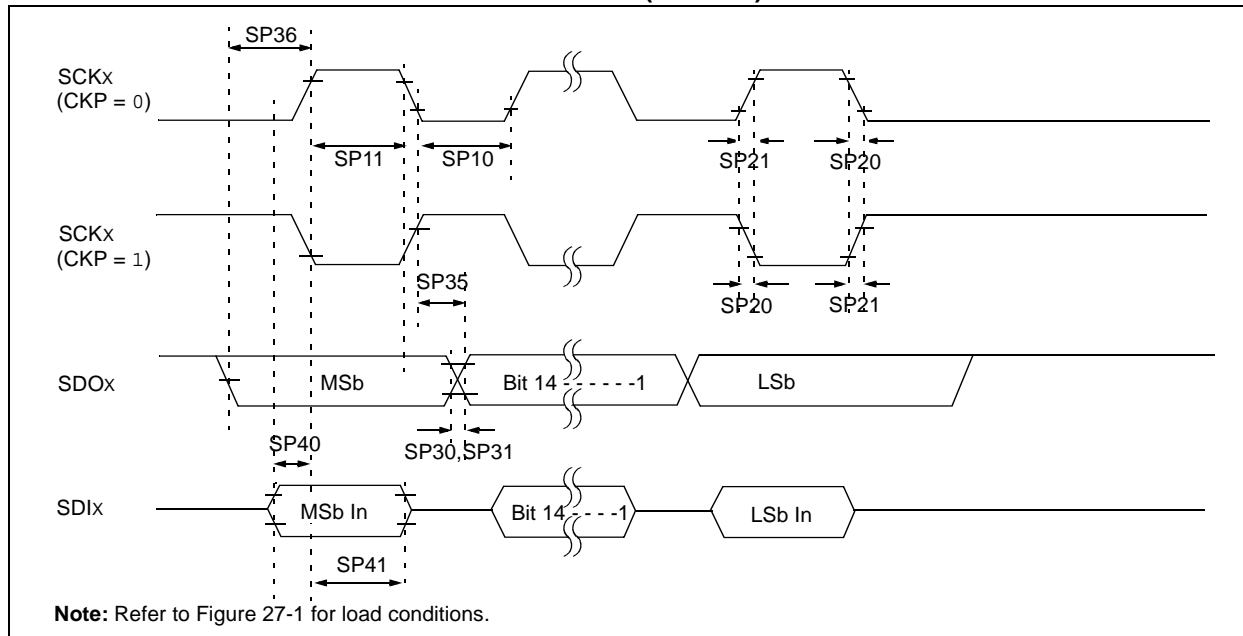 SP36
SCKx
(CKP = 0)
SP11
SP10
SP21
SP20
SCKx
(CKP = 1)
SP35
SP20
SP21
SDOx
MSb
Bit 14 - - - - - -1
LSb
SP40
SP30,SP31
SDIx
MSb In
Bit 14 - - - -1
LSb In
SP41
Note: Refer to Figure 27-1 for load conditions.